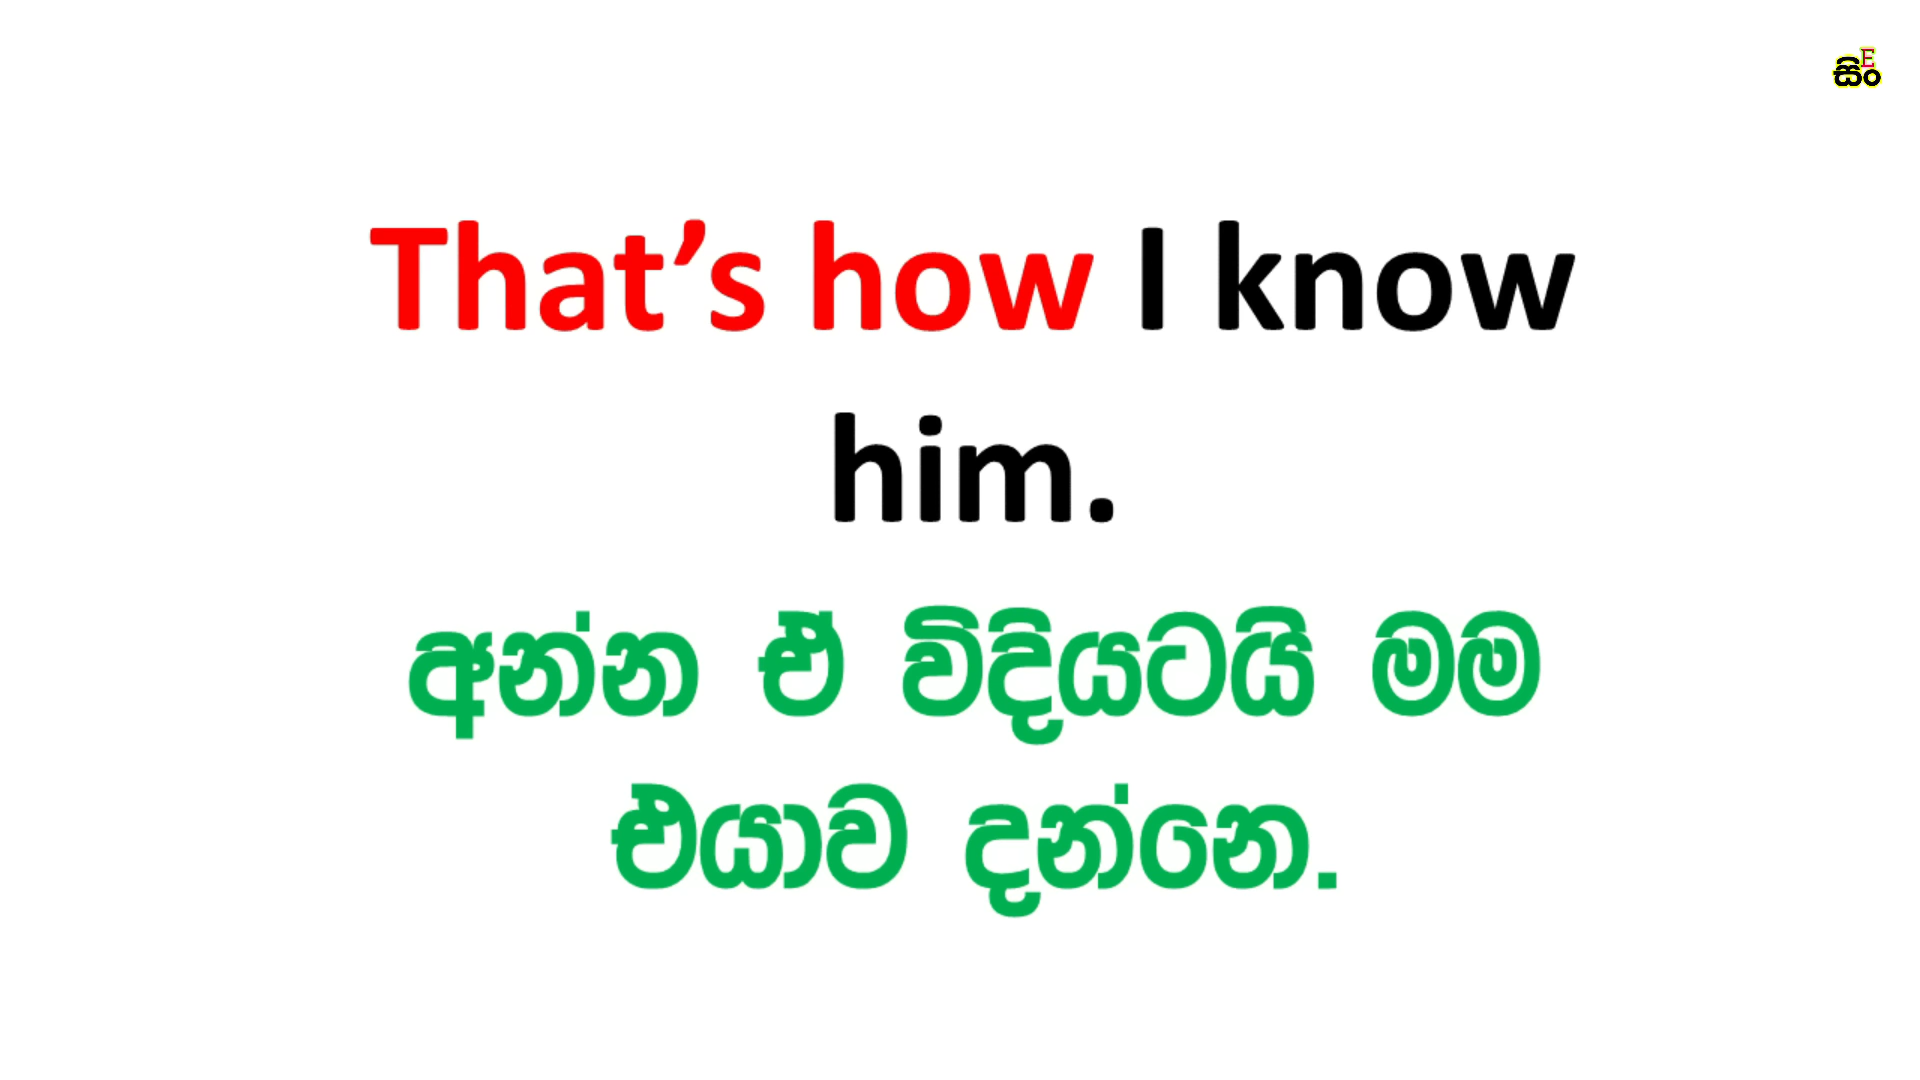 සිංE
That’s how I know
him.
අන්න ඒ විදියටයි මම
එයාව දන්නෙ.